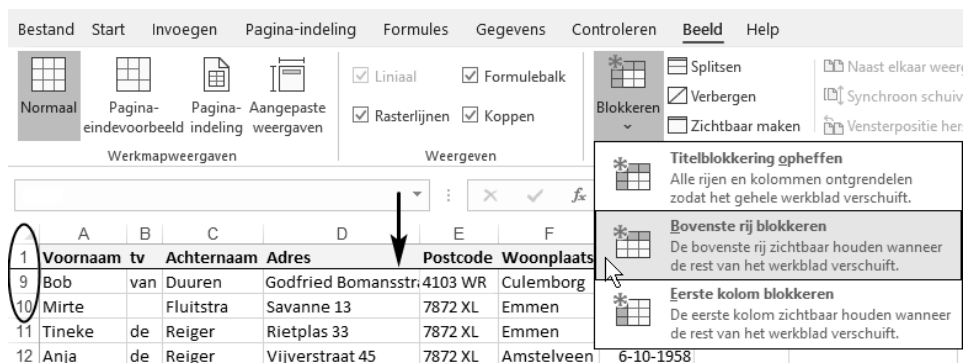 Bestand Start Invoegen Pagina-indeling Formules Gegevens Controleren Beeld Help
Normaal
Pagina-eindevoorbeeld
Pagina-indeling
Aangepaste weergaven
Werkmapweergaven
Liniaal Formulebalk
Rasterlijnen Koppen
Weergeven
Blokkeren
Splitsen
Verbergen
Zichtbaar maken
Naast elkaar
Synchroon
Vensterpositie
Titelblokkering opheffen
Alle rijen en kolommen ontgrendelen
zodat het gehele werkblad verschuift.
Bovenste rij blokkeren
De bovenste rij zichtbaar houden wanneer
de rest van het werkblad verschuift.
Eerste kolom blokkeren
De eerste kolom zichtbaar houden wanneer
de rest van het werkblad verschuift.
fx
A B C D E F
1 Voornaam tv Achternaam Adres Postcode Woonplaats
9 Bob van Duuren Godfried Bomansstr 4103 WR Culemborg
10 Mirte Fluitstra Savanne 13 7872 XL Emmen
11 Tineke de Reiger Rietplas 33 7872 XL Emmen
12 Anja de Reiger Vijverstraat 45 7872 XL Amstelveen 6-10-1958